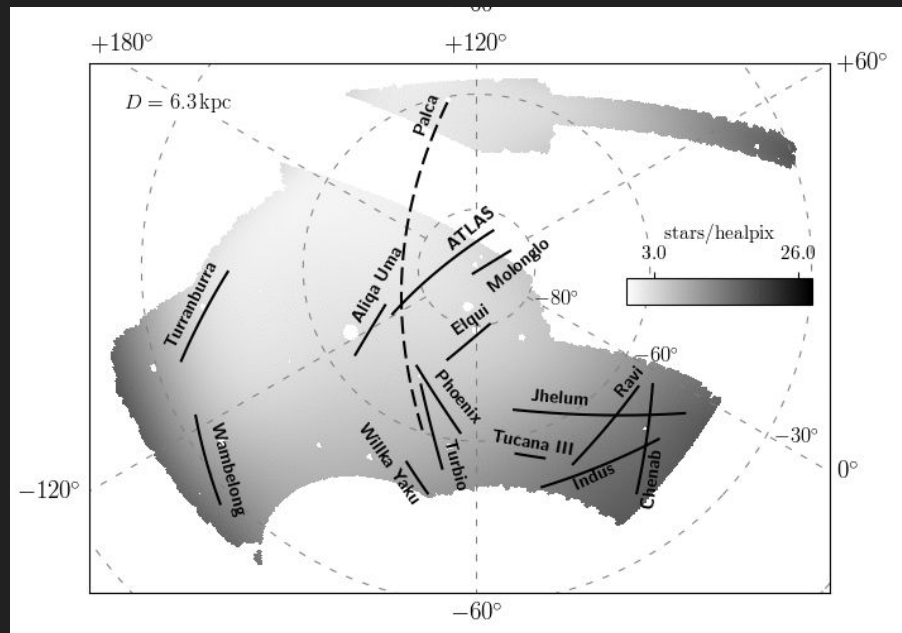 +180°
+120°
+60°
D = 6.3 kpc
Palca
ATLAS
stars/healpix
3.0
26.0
Molonglo
Aliqa Uma
Turranburra
−80°
Elqui
−60°
Ravi
Phoenix
Jhelum
Wambelong
Willka Yaku
Turbio
Tucana III
Indus
Chenab
−30°
0°
−120°
−60°